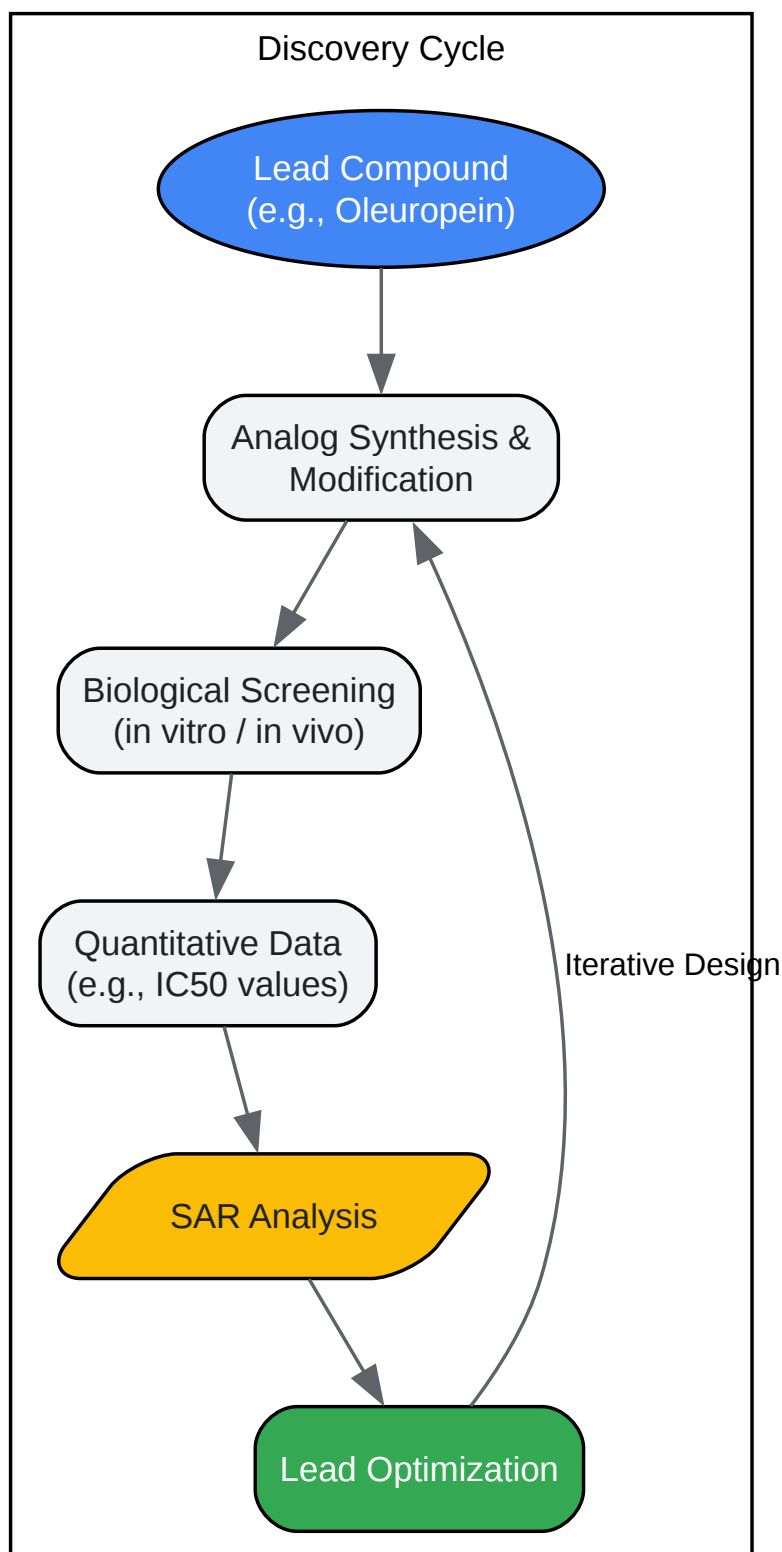 Discovery Cycle
Lead Compound
(e.g., Oleuropein)
Analog Synthesis &
Modification
Biological Screening
(in vitro / in vivo)
Quantitative Data
(e.g., IC50 values)
Iterative Design
SAR Analysis
Lead Optimization